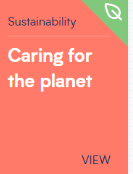 Sustainability
Caring for
the planet
VIEW